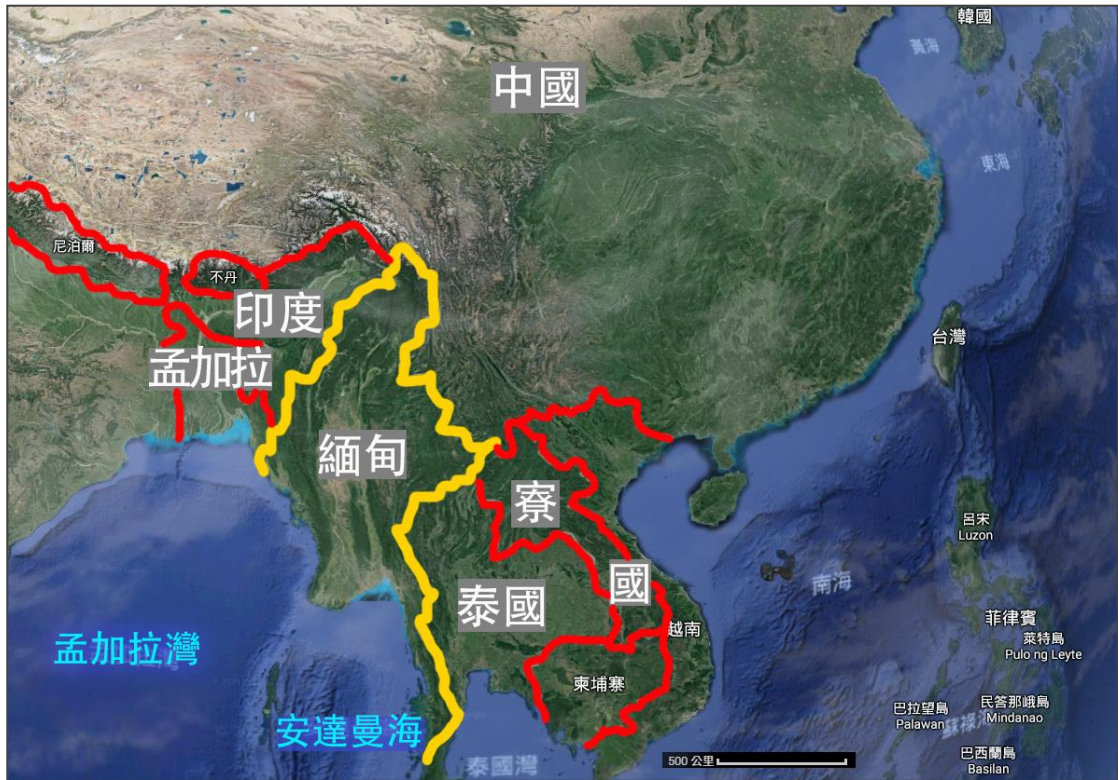 韓國
黃海
中國
東海
尼泊爾
不丹
印度
台灣
孟加拉
緬甸
寮
國
呂宋
Luzon
南海
泰國
菲律賓
越南
萊特島
Pulo ng Leyte
孟加拉灣
柬埔寨
民答那峨島
Mindanao
巴拉望島
Palawan
蘇祿
安達曼海
泰國灣
500 公里
巴西蘭島
Basilan